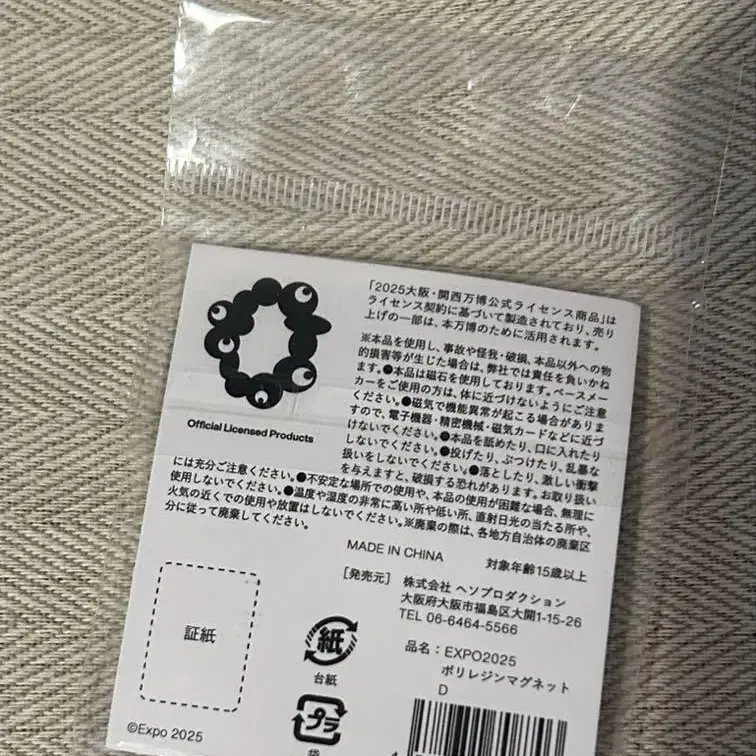 「2025大阪・関西万博公式ライセンス商品」は
ライセンス契約に基づいて製造されており、売り
上げの一部は、本万博のために活用されます。
※本品を使用し、事故や怪我・破損、本品以外への物
的損害等が生じた場合は、弊社では責任を負いかね
ます。●本品は磁石を使用しております。ペースメー
カーをご使用の方は、体に近づけないようにご注意
ください。●磁気で機能異常が起こる場合がありま
すので、電子機器・精密機械・磁気カードなどに近づ
けないでください。●本品を舐めたり、口に入れたり
しないでください。●投げたり、ぶつけたり、乱暴な
扱いをしないでください。●落としたり、激しい衝撃
を与えますと、破損する恐れがあります。お取り扱い
には充分ご注意ください。●不安定な場所での使用や、本品の使用が困難な場合、無理に
使用しないでください。●温度や湿度の非常に高い所や低い所、直射日光の当たる所や、
火気の近くでの使用や放置はしないでください。※廃棄の際は、各地方自治体の廃棄区
分に従って廃棄してください。
Official Licensed Products
MADE IN CHINA
対象年齢15歳以上
[発売元]
株式会社 ヘソプロダクション
大阪府大阪市福島区大開1-15-26
TEL 06-6464-5566
品名:EXPO2025
ポリレジンマグネット
D
証紙
紙
台紙
プラ
袋
©Expo 2025